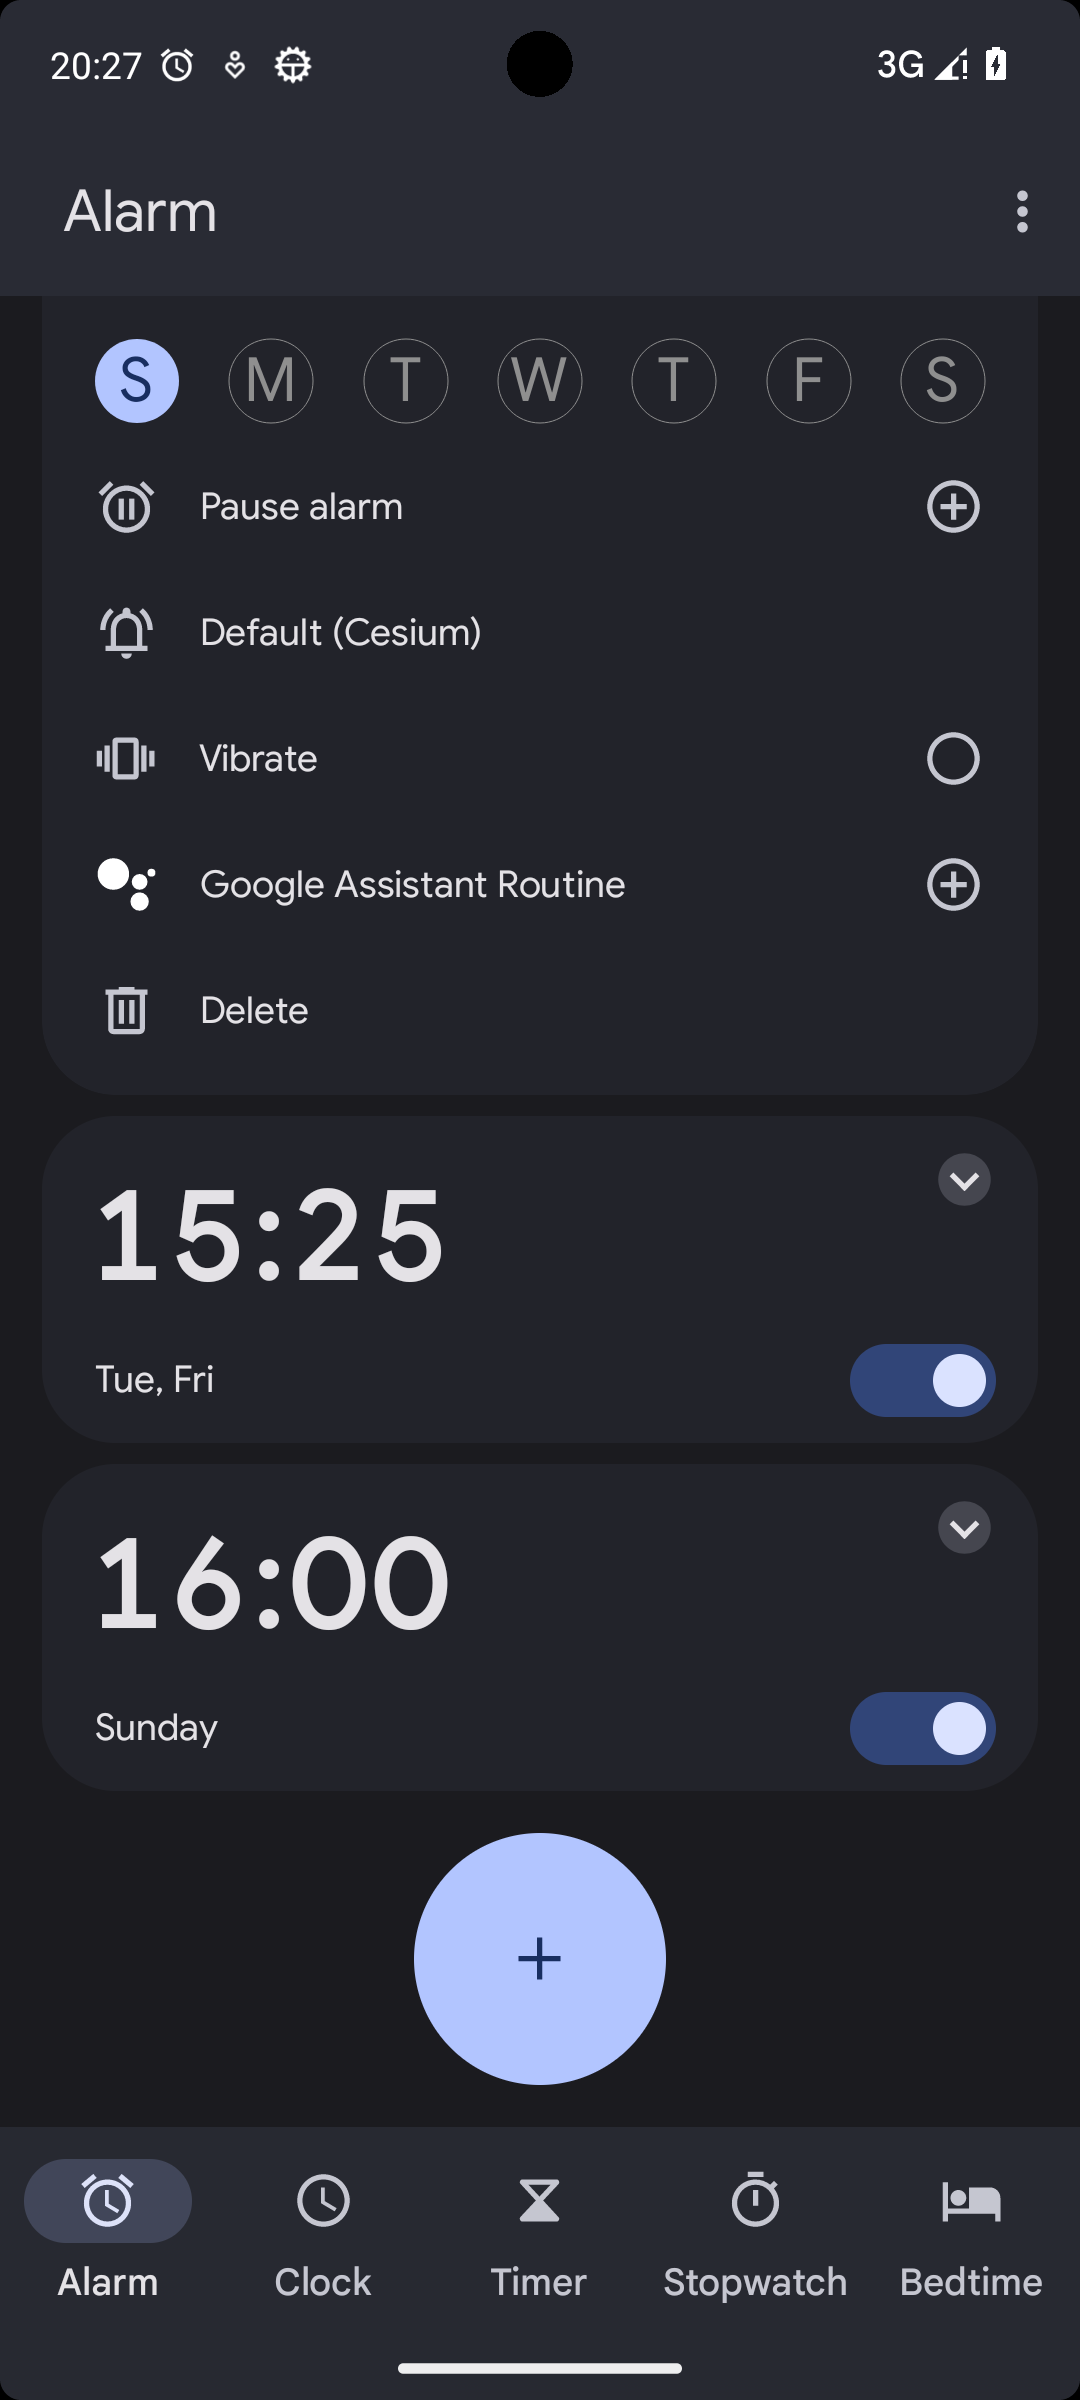 20:27
3G
Alarm
S M T W T F S
Pause alarm
Default (Cesium)
Vibrate
Google Assistant Routine
Delete
15:25
Tue, Fri
16:00
Sunday
Alarm Clock Timer Stopwatch Bedtime